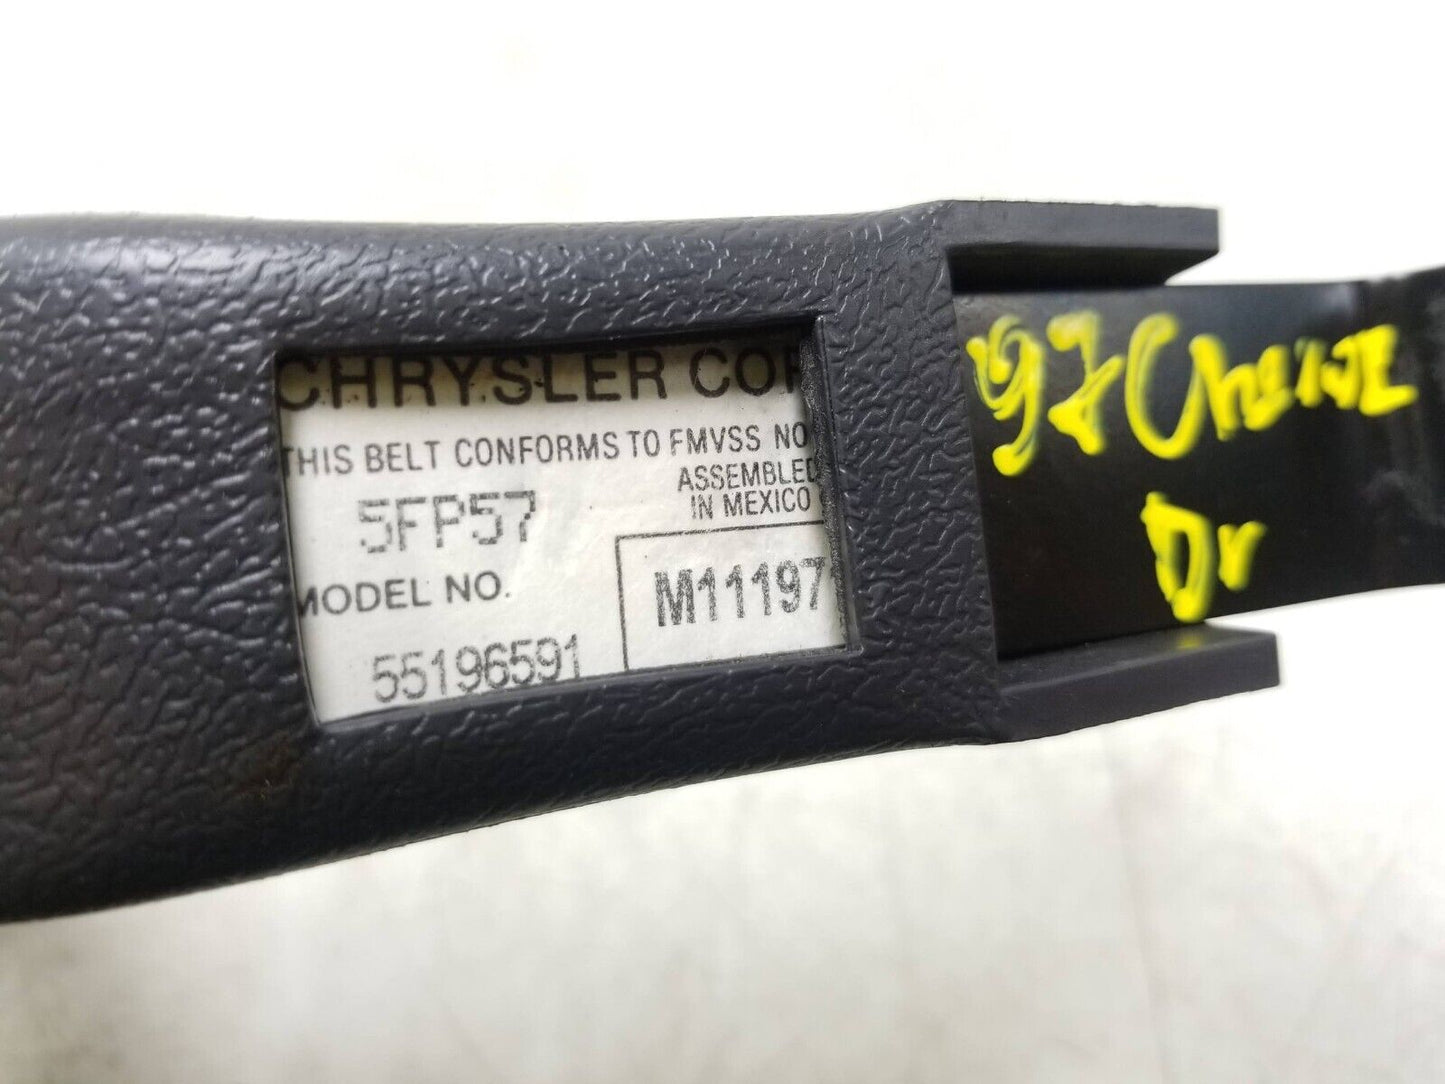 CHRYSLER COR
THIS BELT CONFORMS TO FMVSS NO
ASSEMBLED
IN MEXICO
5FP57
MODEL NO.
M11197
55196591
97 Cherokee
Dr